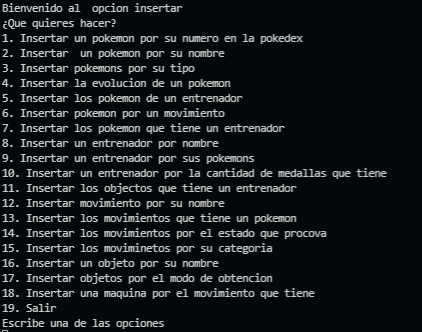 Bienvenido al  opcion insertar
¿Que quieres hacer?
1. Insertar un pokemon por su numero en la pokedex
2. Insertar  un pokemon por su nombre
3. Insertar pokemons por su tipo
4. Insertar la evolucion de un pokemon
5. Insertar los pokemon de un entrenador
6. Insertar pokemon por un movimiento
7. Insertar los pokemon que tiene un entrenador
8. Insertar un entrenador por nombre
9. Insertar un entrenador por sus pokemons
10. Insertar un entrenador por la cantidad de medallas que tiene
11. Insertar los objectos que tiene un entrenador
12. Insertar movimiento por su nombre
13. Insertar los movimientos que tiene un pokemon
14. Insertar los movimientos por el estado que procova
15. Insertar los moviminetos por su categoria
16. Insertar un objeto por su nombre
17. Insertar objetos por el modo de obtencion
18. Insertar una maquina por el movimiento que tiene
19. Salir
Escribe una de las opciones